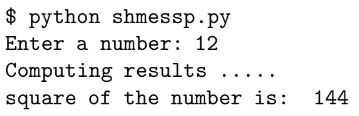 $ python shmessp.py
Enter a number: 12
Computing results .....
square of the number is:  144